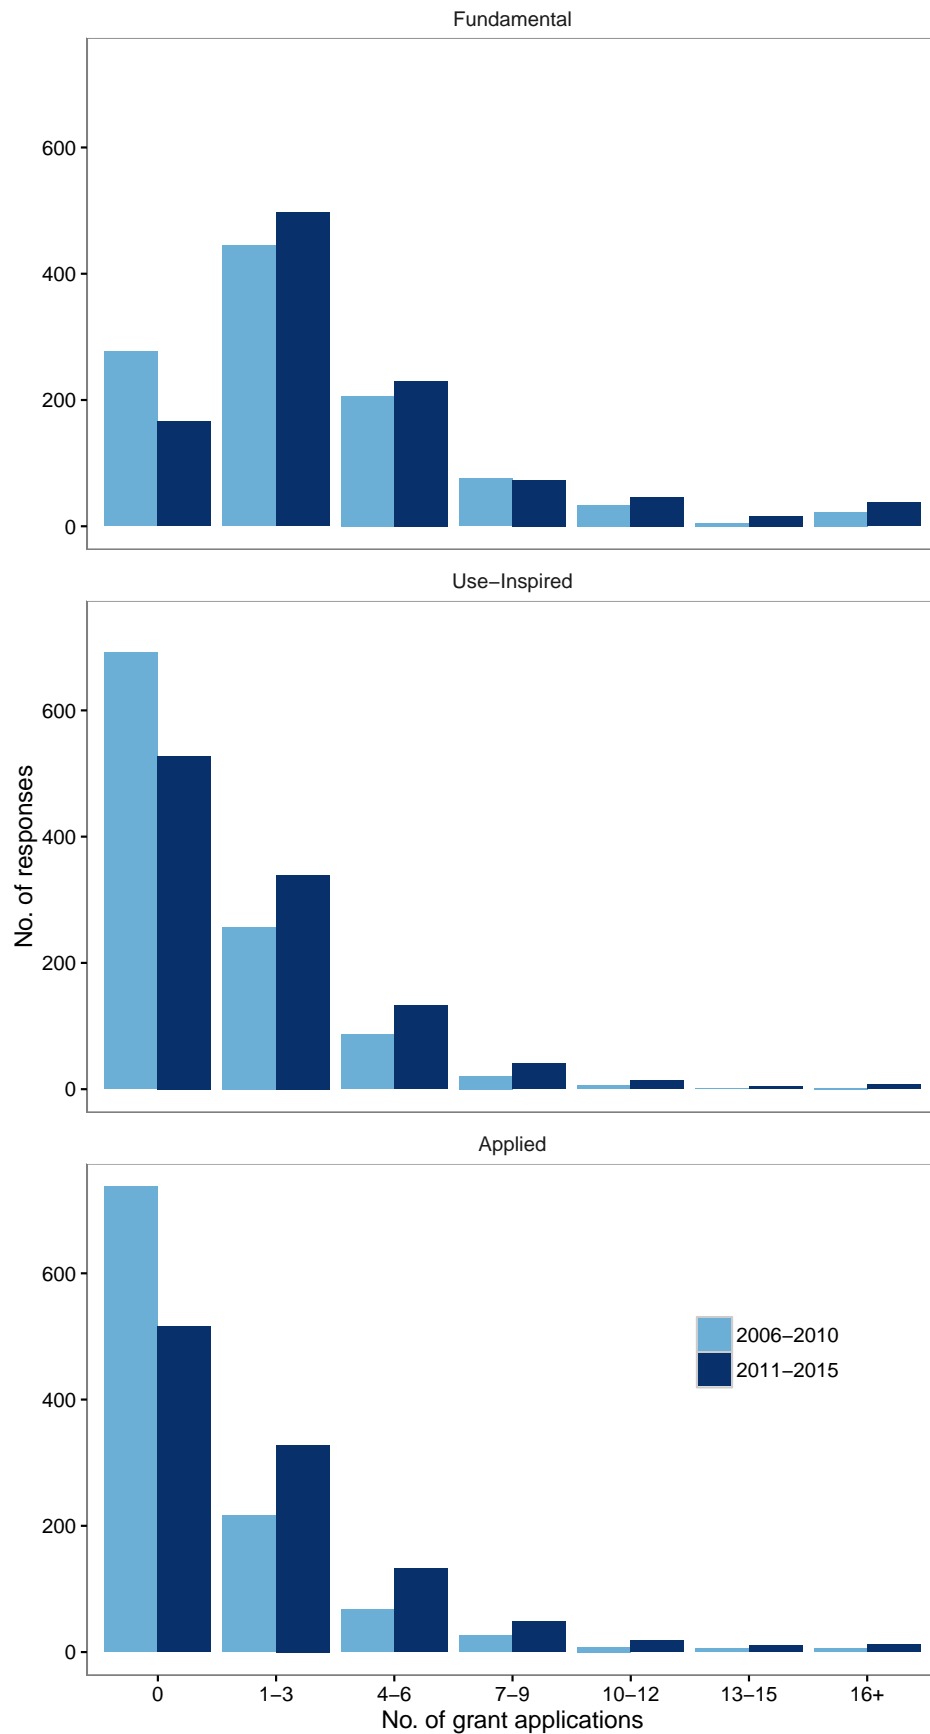 Fundamental
600
400
200
0
Use−Inspired
600
400
200
0
No. of responses
Applied
600
400
200
0
2006−2010
2011−2015
0 1−3 4−6 7−9 10−12 13−15 16+
No. of grant applications